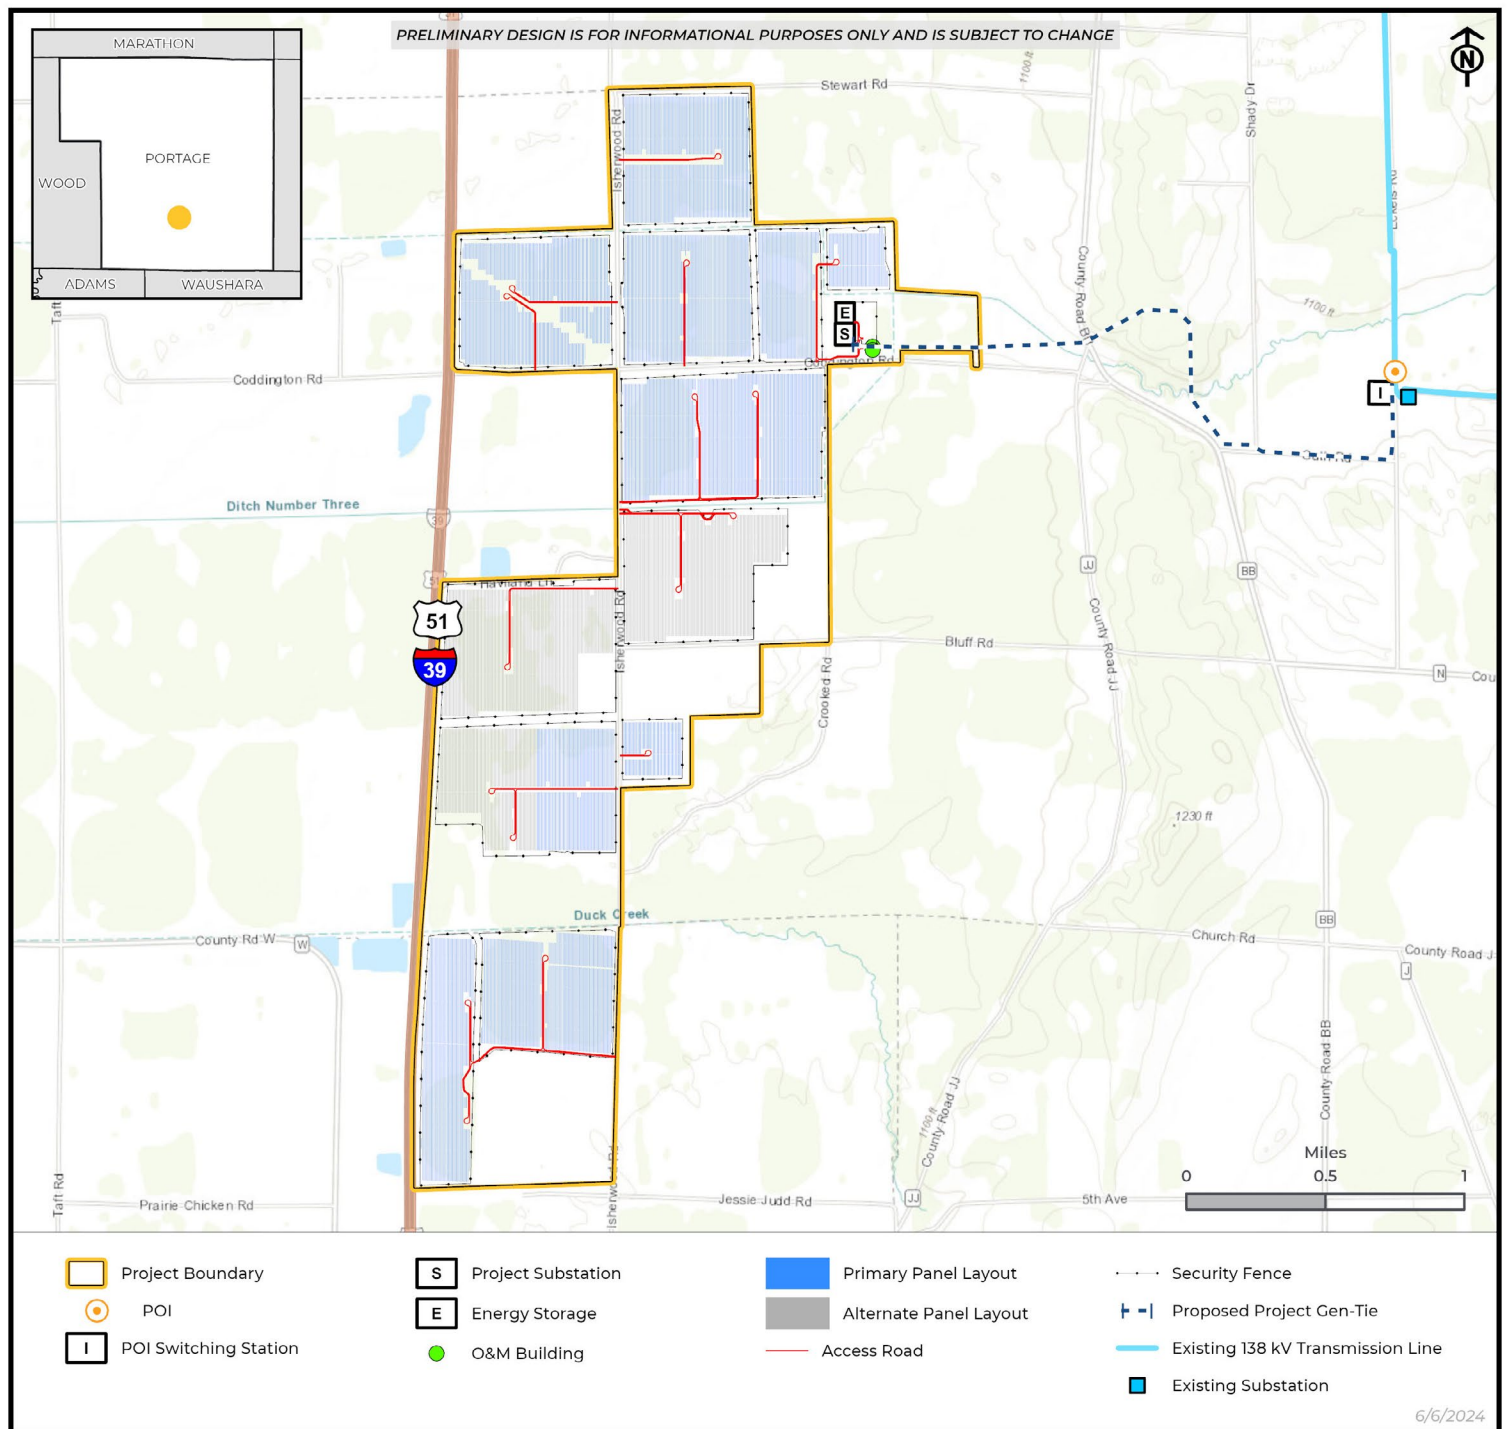 PRELIMINARY DESIGN IS FOR INFORMATIONAL PURPOSES ONLY AND IS SUBJECT TO CHANGE
N
MARATHON
PORTAGE
WOOD
ADAMS
WAUSHARA
Stewart Rd
1100 ft
Shady Dr
Isherwood Rd
County Road BB
1100 ft
Taft
E
S
Coddington Rd
I
Ditch Number Three
39
51
Haviland Ln
51
39
Isherwood Rd
JJ
BB
County Road JJ
Bluff Rd
Crooked Rd
N
Cou
1230 ft
Duck Creek
County Rd W
W
BB
Church Rd
County Road J
J
County Road BB
1100 ft
County Road JJ
Taft Rd
Prairie Chicken Rd
Jessie Judd Rd
JJ
5th Ave
Miles
0 0.5 1
Project Boundary
POI
I POI Switching Station
S Project Substation
E Energy Storage
O&M Building
Primary Panel Layout
Alternate Panel Layout
Access Road
Security Fence
Proposed Project Gen-Tie
Existing 138 kV Transmission Line
Existing Substation
6/6/2024